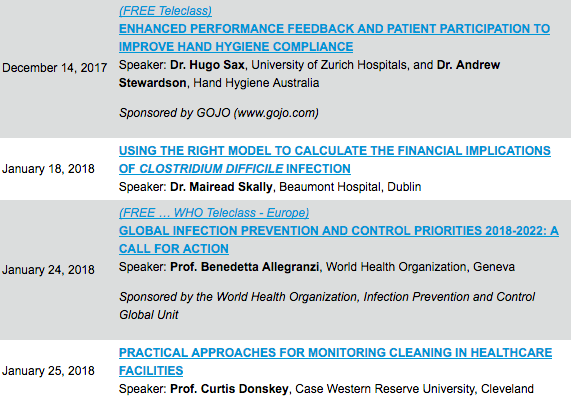 (FREE Teleclass)
ENHANCED PERFORMANCE FEEDBACK AND PATIENT PARTICIPATION TO
IMPROVE HAND HYGIENE COMPLIANCE
December 14, 2017
Speaker: Dr. Hugo Sax, University of Zurich Hospitals, and Dr. Andrew
Stewardson, Hand Hygiene Australia
Sponsored by GOJO (www.gojo.com)
USING THE RIGHT MODEL TO CALCULATE THE FINANCIAL IMPLICATIONS
January 18, 2018
OF CLOSTRIDIUM DIFFICILE INFECTION
Speaker: Dr. Mairead Skally, Beaumont Hospital, Dublin
(FREE … WHO Teleclass - Europe)
GLOBAL INFECTION PREVENTION AND CONTROL PRIORITIES 2018-2022: A
CALL FOR ACTION
January 24, 2018
Speaker: Prof. Benedetta Allegranzi, World Health Organization, Geneva
Sponsored by the World Health Organization, Infection Prevention and Control
Global Unit
PRACTICAL APPROACHES FOR MONITORING CLEANING IN HEALTHCARE
January 25, 2018
FACILITIES
Speaker: Prof. Curtis Donskey, Case Western Reserve University, Cleveland